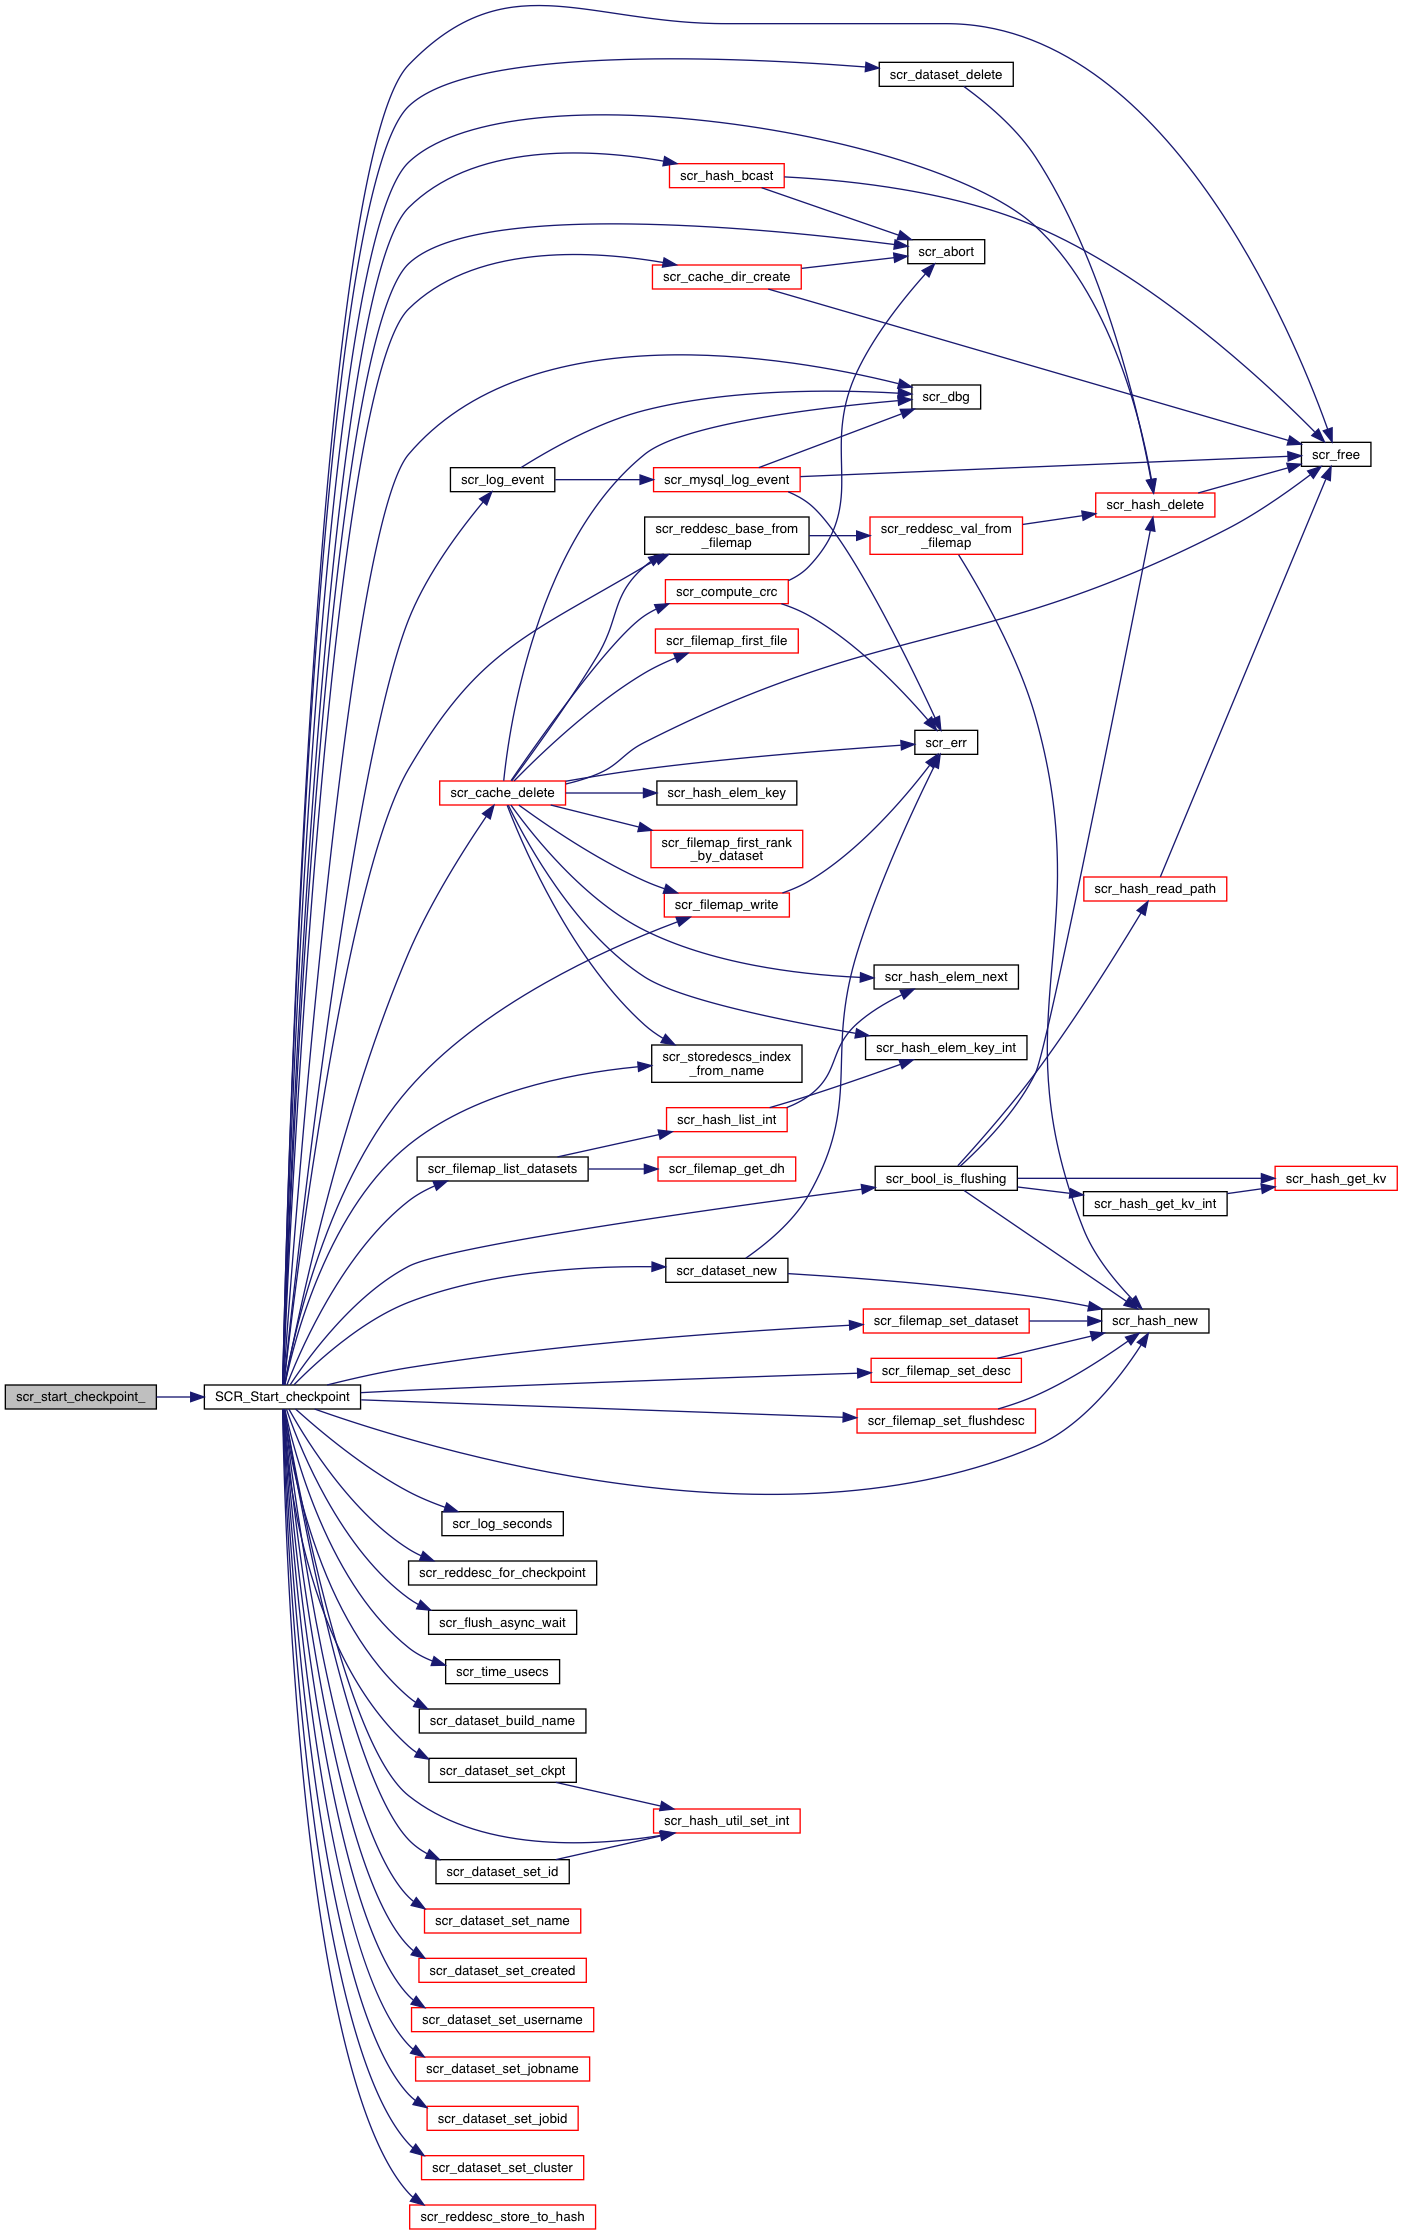 scr_dataset_delete
scr_hash_bcast
scr_abort
scr_cache_dir_create
scr_dbg
scr_free
scr_log_event
scr_mysql_log_event
scr_hash_delete
scr_reddesc_base_from
_filemap
scr_reddesc_val_from
_filemap
scr_compute_crc
scr_filemap_first_file
scr_err
scr_cache_delete
scr_hash_elem_key
scr_filemap_first_rank
_by_dataset
scr_hash_read_path
scr_filemap_write
scr_hash_elem_next
scr_hash_elem_key_int
scr_storedescs_index
_from_name
scr_hash_list_int
scr_filemap_list_datasets
scr_filemap_get_dh
scr_bool_is_flushing
scr_hash_get_kv
scr_hash_get_kv_int
scr_dataset_new
scr_filemap_set_dataset
scr_hash_new
scr_filemap_set_desc
scr_start_checkpoint_
SCR_Start_checkpoint
scr_filemap_set_flushdesc
scr_log_seconds
scr_reddesc_for_checkpoint
scr_flush_async_wait
scr_time_usecs
scr_dataset_build_name
scr_dataset_set_ckpt
scr_hash_util_set_int
scr_dataset_set_id
scr_dataset_set_name
scr_dataset_set_created
scr_dataset_set_username
scr_dataset_set_jobname
scr_dataset_set_jobid
scr_dataset_set_cluster
scr_reddesc_store_to_hash